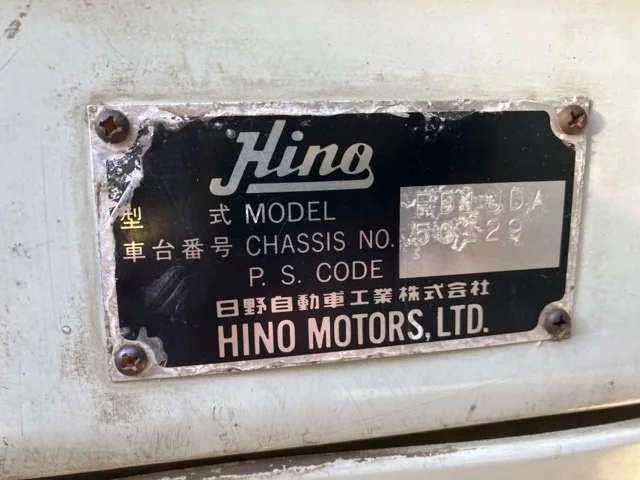 Hino
型 式 MODEL
車台番号 CHASSIS NO.
P. S. CODE
日野自動車工業株式会社
HINO MOTORS, LTD.